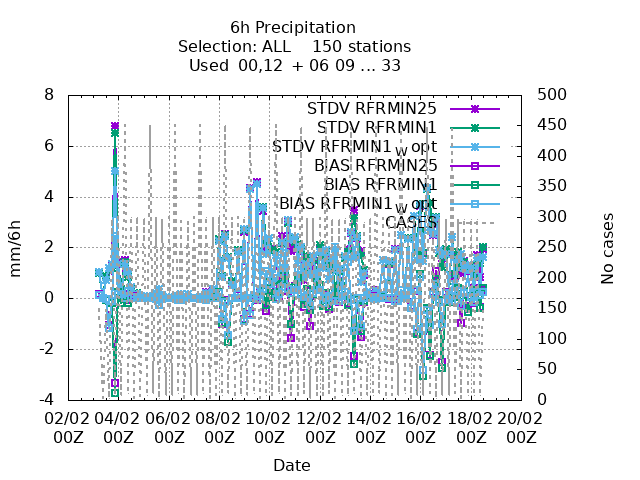 6h Precipitation
Selection: ALL 150 stations
Used 00,12 + 06 09 ... 33
STDV RFRMIN25
STDV RFRMIN1
STDV RFRMIN1w opt
BIAS RFRMIN25
BIAS RFRMIN1
BIAS RFRMIN1w opt
CASES
8
6
4
2
0
-2
-4
mm/6h
500
450
400
350
300
250
200
150
100
50
0
No cases
02/02 04/02 06/02 08/02 10/02 12/02 14/02 16/02 18/02 20/02
00Z 00Z 00Z 00Z 00Z 00Z 00Z 00Z 00Z 00Z
Date